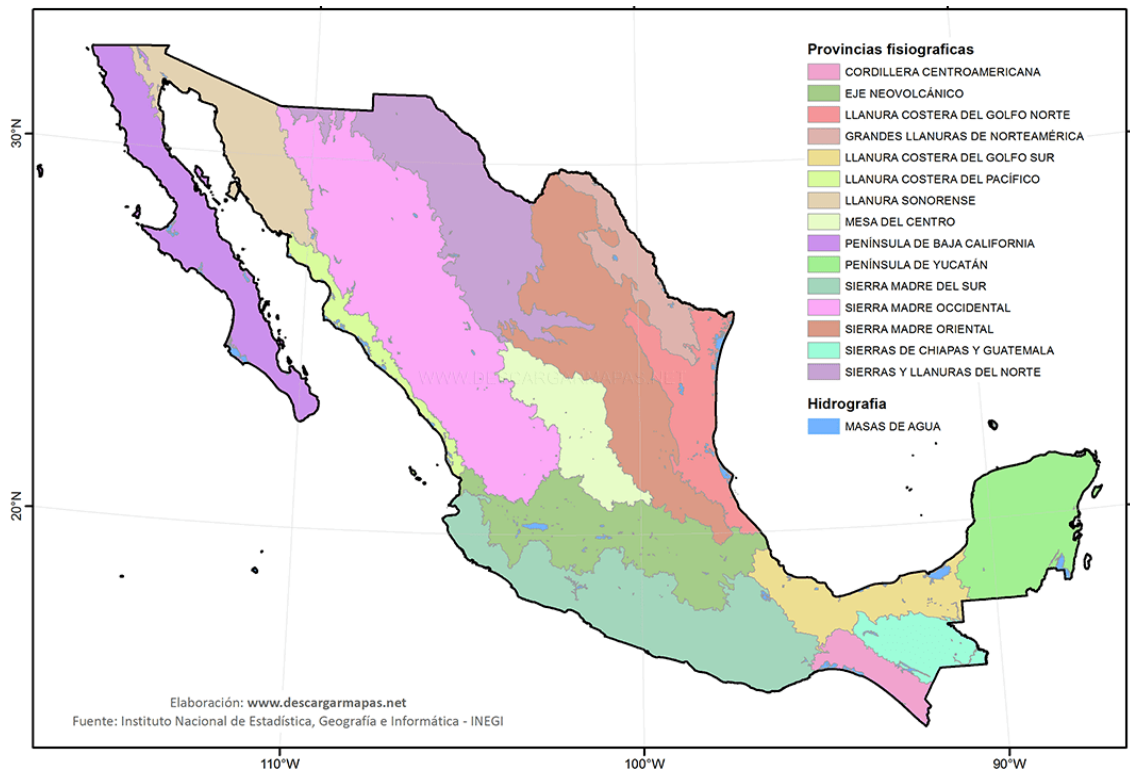 Provincias fisiograficas
CORDILLERA CENTROAMERICANA
EJE NEOVOLCÁNICO
LLANURA COSTERA DEL GOLFO NORTE
GRANDES LLANURAS DE NORTEAMÉRICA
LLANURA COSTERA DEL GOLFO SUR
LLANURA COSTERA DEL PACÍFICO
LLANURA SONORENSE
MESA DEL CENTRO
PENÍNSULA DE BAJA CALIFORNIA
PENÍNSULA DE YUCATÁN
SIERRA MADRE DEL SUR
SIERRA MADRE OCCIDENTAL
SIERRA MADRE ORIENTAL
SIERRAS DE CHIAPAS Y GUATEMALA
SIERRAS Y LLANURAS DEL NORTE
Hidrografia
MASAS DE AGUA
30°N
20°N
WWW.DESCARGARMAPAS.NET
Elaboración: www.descargarmapas.net
Fuente: Instituto Nacional de Estadística, Geografía e Informática - INEGI
110°W
100°W
90°W